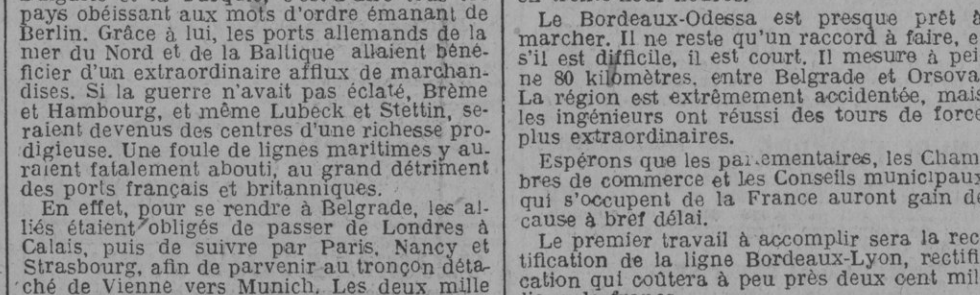 pays obéissant aux mots d'ordre émanant de
Berlin. Grâce à lui, les ports allemands de la
mer du Nord et de la Baltique allaient béné-
ficier d'un extraordinaire afflux de marchan-
dises. Si la guerre n'avait pas éclaté, Brême
et Hambourg, et même Lubeck et Stettin, se-
raient devenus des centres d'une richesse pro-
digieuse. Une foule de lignes maritimes y au-
raient fatalement abouti, au grand détriment
des ports français et britanniques.
En effet, pour se rendre à Belgrade, les al-
liés étaient obligés de passer de Londres à
Calais, puis de suivre par Paris, Nancy et
Strasbourg, afin de parvenir au tronçon déta-
ché de Vienne vers Munich. Les deux mille
Le Bordeaux-Odessa est presque prêt à
marcher. Il ne reste qu'un raccord à faire, e
s'il est difficile, il est court. Il mesure à pei
ne 80 kilomètres, entre Belgrade et Orsova.
La région est extrêmement accidentée, mais
les ingénieurs ont réussi des tours de force
plus extraordinaires.
Espérons que les parlementaires, les Cham
bres de commerce et les Conseils municipaux
qui s'occupent de la France auront gain de
cause à bref délai.
Le premier travail à accomplir sera la rec
tification de la ligne Bordeaux-Lyon, rectifi
cation qui coûtera à peu près deux cent mil